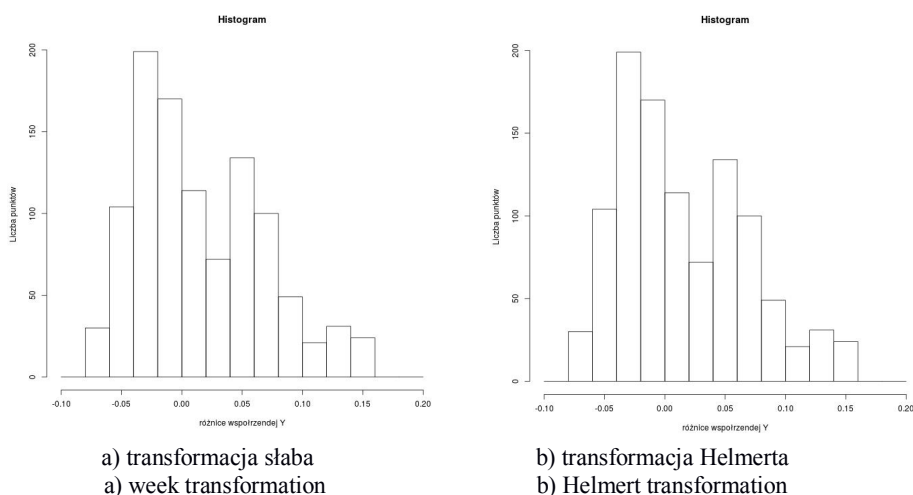 Histogram
Liczba punktów
200
150
100
50
0
-0.10 -0.05 0.00 0.05 0.10 0.15 0.20
różnice wspołrzendej Y
a) transformacja słaba
a) week transformation
Histogram
Liczba punktów
200
150
100
50
0
-0.10 -0.05 0.00 0.05 0.10 0.15 0.20
różnice wspołrzendej Y
b) transformacja Helmerta
b) Helmert transformation